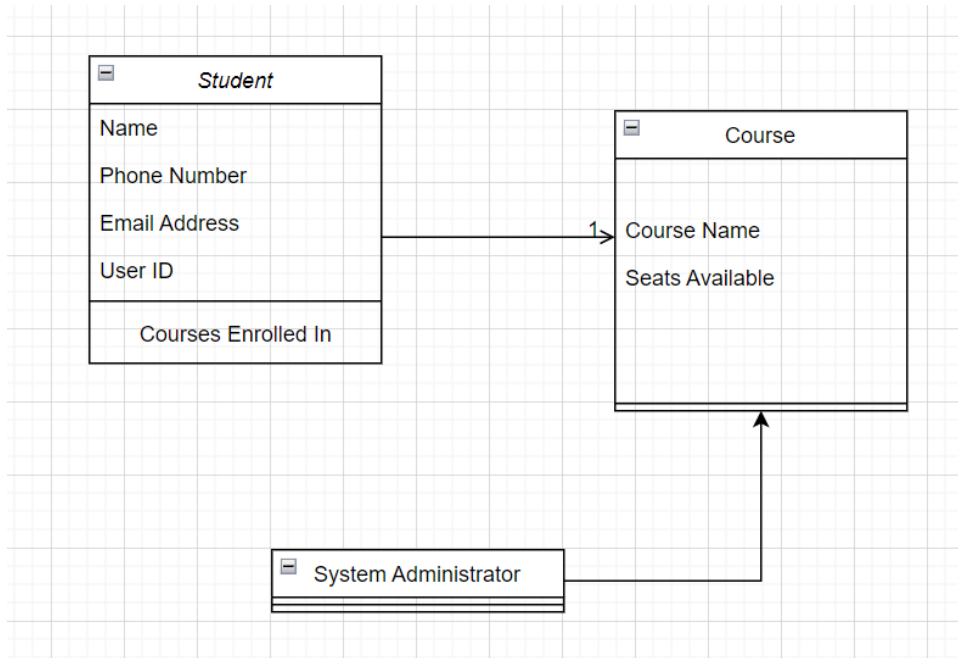 Student
Name
Phone Number
Email Address
User ID
Courses Enrolled In
1
Course
Course Name
Seats Available
System Administrator